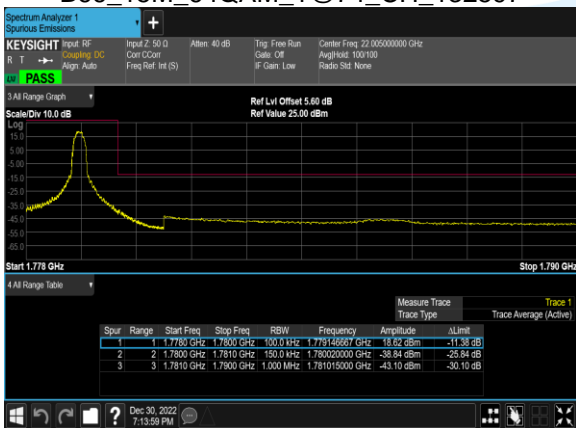 Spectrum Analyzer 1
Spurious Emissions
+
KEYSIGHT Input: RF Input Z: 50 Ω Atten: 40 dB Trig: Free Run Center Freq: 22.005000000 GHz
R T Coupling: DC Corr CCorr Gate: Off Avg|Hold: 100/100
Align: Auto Freq Ref: Int (S) IF Gain: Low Radio Std: None
LW PASS
3 All Range Graph Ref Lvl Offset 5.60 dB
Scale/Div 10.0 dB Ref Value 25.00 dBm
Log
15.0
5.00
-5.00
-15.0
-25.0
-35.0
-45.0
-55.0
-65.0
Start 1.778 GHz Stop 1.790 GHz
4 All Range Table
Measure Trace Trace 1
Trace Type Trace Average (Active)
Spur Range Start Freq Stop Freq RBW Frequency Amplitude ΔLimit
1 1 1.7780 GHz 1.7800 GHz 100.0 kHz 1.779146667 GHz 18.62 dBm -11.38 dB
2 2 1.7800 GHz 1.7810 GHz 150.0 kHz 1.780020000 GHz -38.84 dBm -25.84 dB
3 3 1.7810 GHz 1.7900 GHz 1.000 MHz 1.781015000 GHz -43.10 dBm -30.10 dB
? Dec 30, 2022
7:13:59 PM